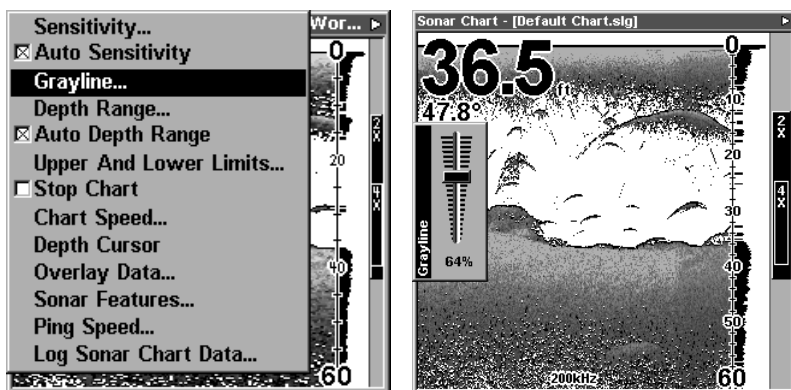 Sensitivity...
Auto Sensitivity
Grayline...
Depth Range...
Auto Depth Range
Upper And Lower Limits...
Stop Chart
Chart Speed...
Depth Cursor
Overlay Data...
Sonar Features...
Ping Speed...
Log Sonar Chart Data...
Wor...
0
20
40
60
2X
4X
Sonar Chart - [Default Chart.slg]
36.5 ft
47.8°
Grayline
64%
0
10
20
30
40
50
60
200kHz
2X
4X